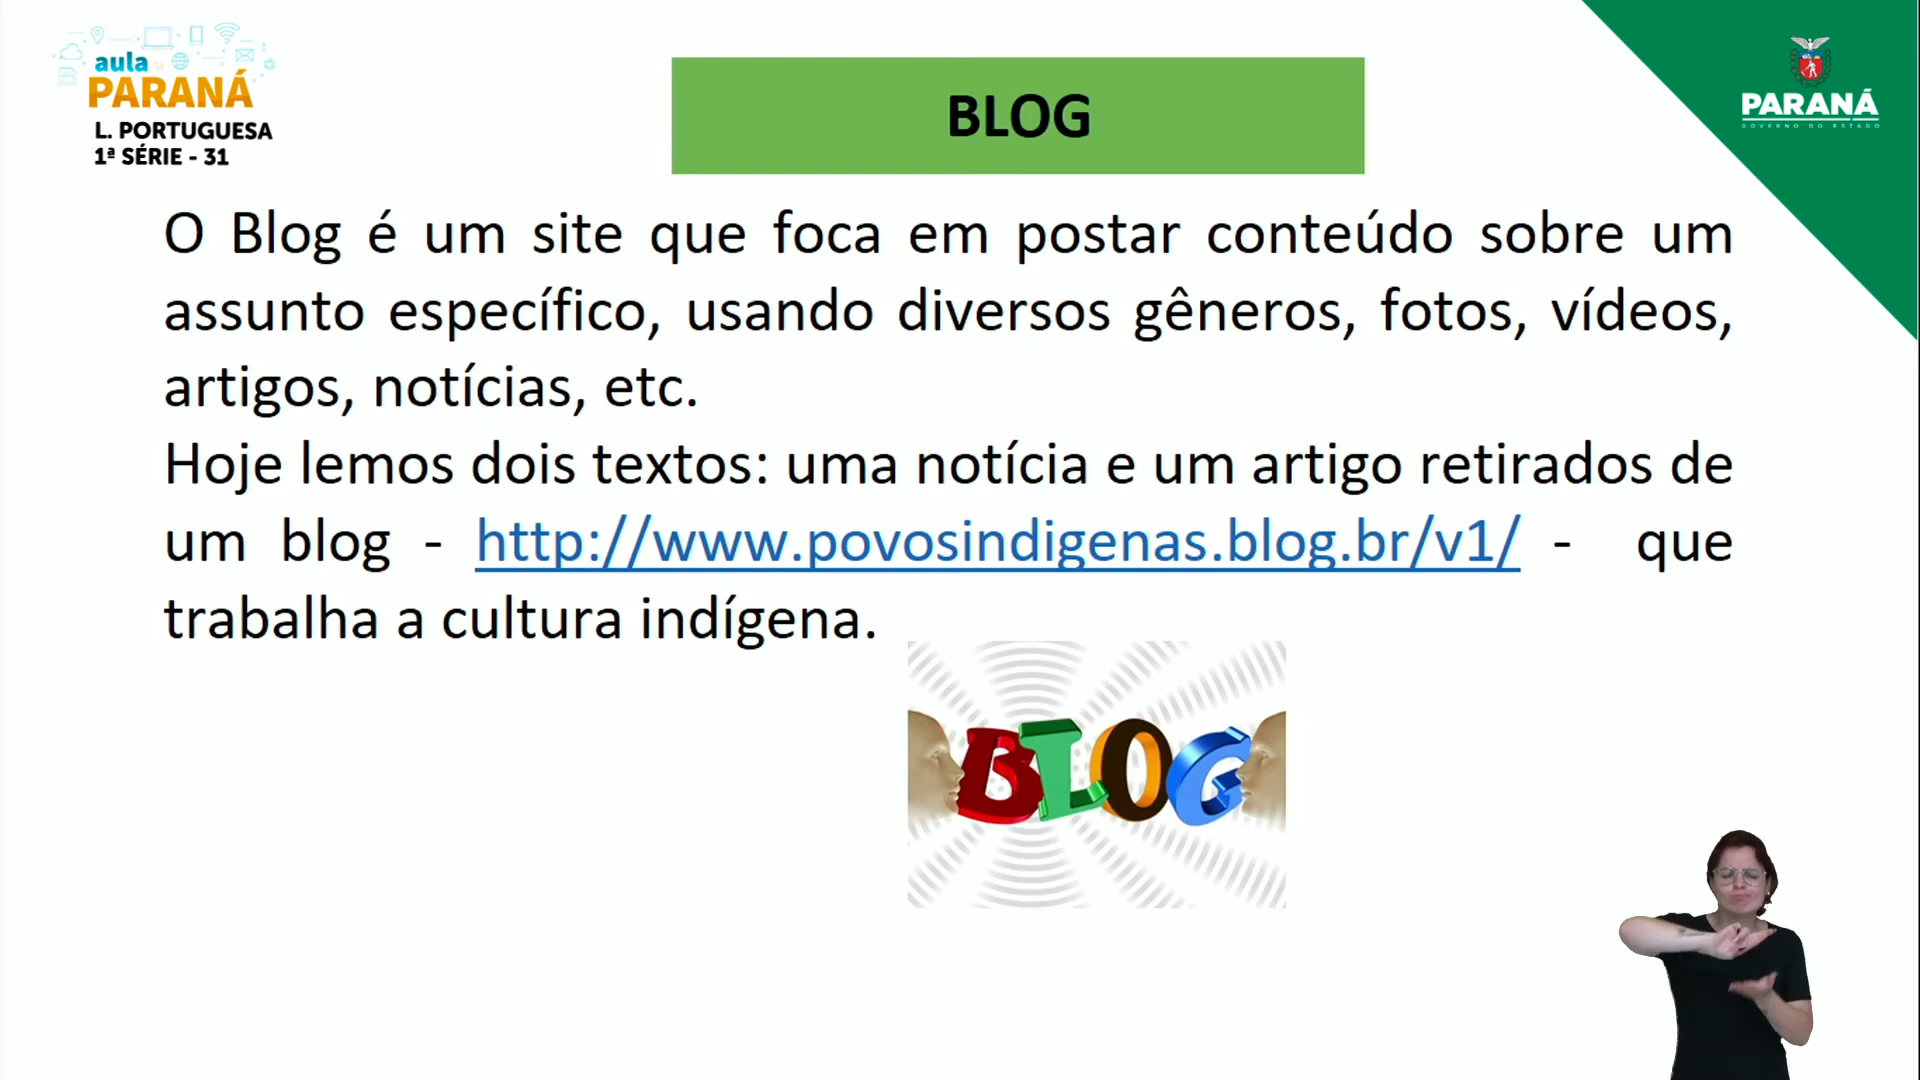 aula
PARANÁ
L. PORTUGUESA
1ª SÉRIE - 31
BLOG
PARANÁ
GOVERNO DO ESTADO
O Blog é um site que foca em postar conteúdo sobre um
assunto específico, usando diversos gêneros, fotos, vídeos,
artigos, notícias, etc.
Hoje lemos dois textos: uma notícia e um artigo retirados de
um blog - http://www.povosindigenas.blog.br/v1/ - que
trabalha a cultura indígena.
BLOG